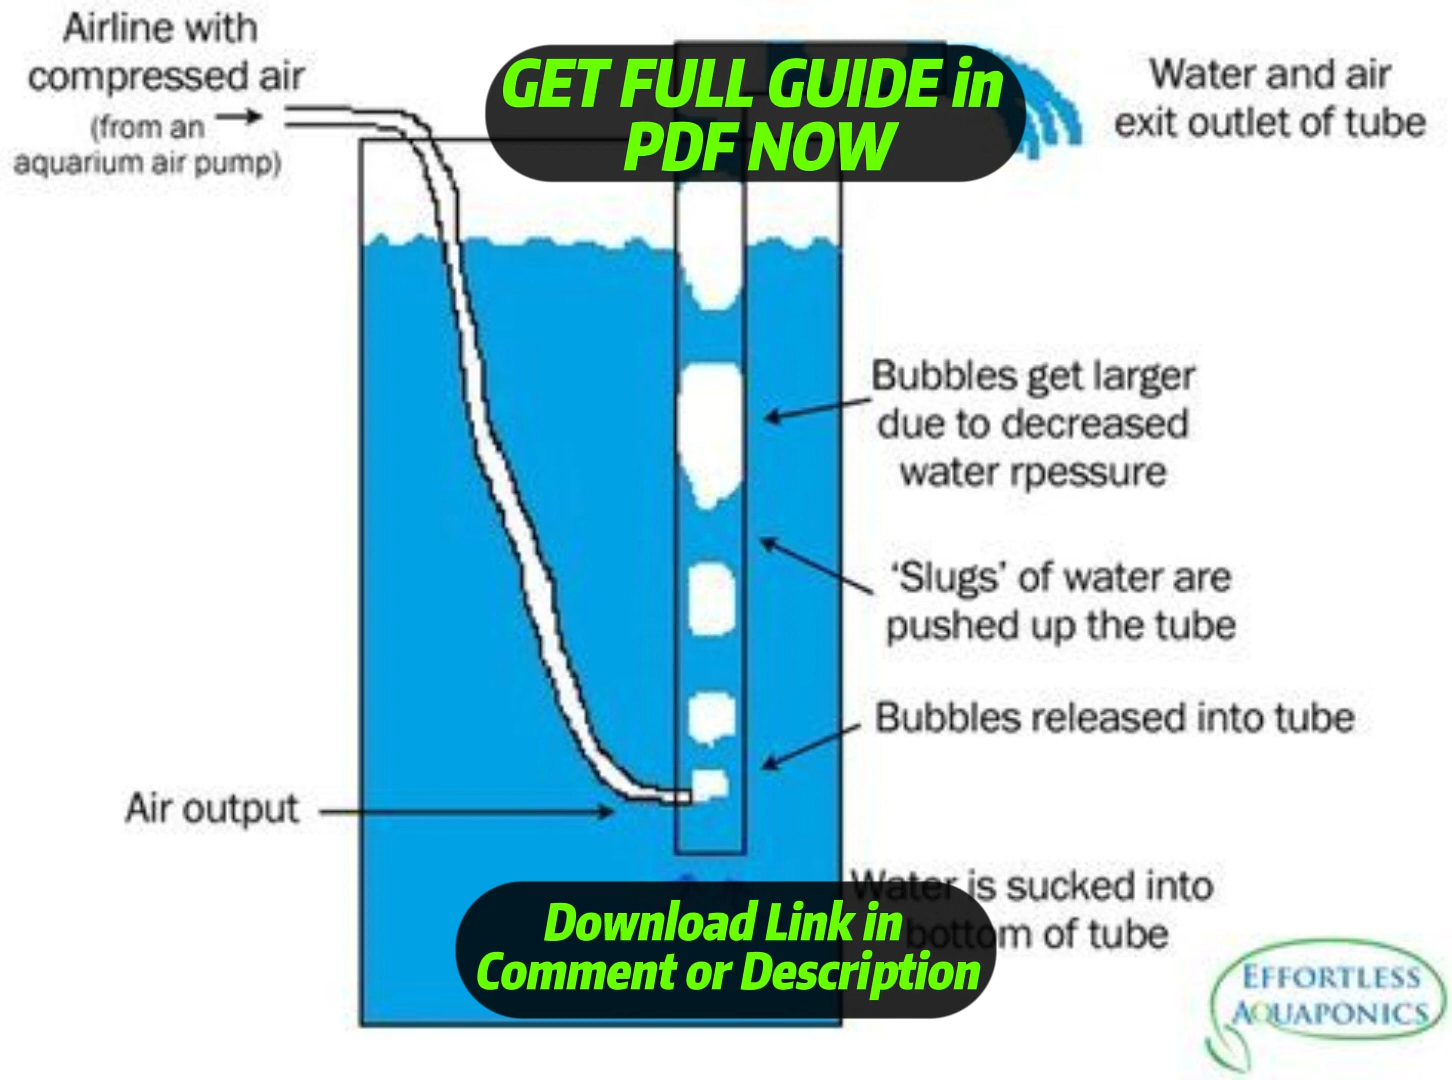 Airline with
compressed air
(from an
aquarium air pump)
GET FULL GUIDE in
PDF NOW
Water and air
exit outlet of tube
Bubbles get larger
due to decreased
water rpessure
‘Slugs’ of water are
pushed up the tube
Bubbles released into tube
Air output
Water is sucked into
bottom of tube
Download Link in
Comment or Description
EFFORTLESS
AQUAPONICS